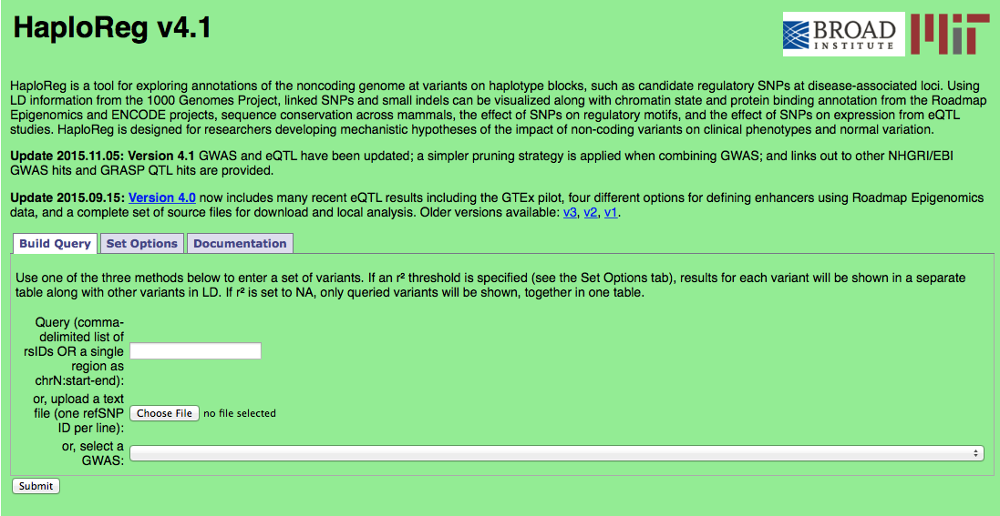 HaploReg v4.1
BROAD
INSTITUTE
MIT
HaploReg is a tool for exploring annotations of the noncoding genome at variants on haplotype blocks, such as candidate regulatory SNPs at disease-associated loci. Using
LD information from the 1000 Genomes Project, linked SNPs and small indels can be visualized along with chromatin state and protein binding annotation from the Roadmap
Epigenomics and ENCODE projects, sequence conservation across mammals, the effect of SNPs on regulatory motifs, and the effect of SNPs on expression from eQTL
studies. HaploReg is designed for researchers developing mechanistic hypotheses of the impact of non-coding variants on clinical phenotypes and normal variation.
Update 2015.11.05: Version 4.1 GWAS and eQTL have been updated; a simpler pruning strategy is applied when combining GWAS; and links out to other NHGRI/EBI
GWAS hits and GRASP QTL hits are provided.
Update 2015.09.15: Version 4.0 now includes many recent eQTL results including the GTEx pilot, four different options for defining enhancers using Roadmap Epigenomics
data, and a complete set of source files for download and local analysis. Older versions available: v3, v2, v1.
Build Query Set Options Documentation
Use one of the three methods below to enter a set of variants. If an r² threshold is specified (see the Set Options tab), results for each variant will be shown in a separate
table along with other variants in LD. If r² is set to NA, only queried variants will be shown, together in one table.
Query (comma-
delimited list of
rsIDs OR a single
region as
chrN:start-end):
or, upload a text
file (one refSNP
ID per line):
Choose File no file selected
or, select a
GWAS:
Submit